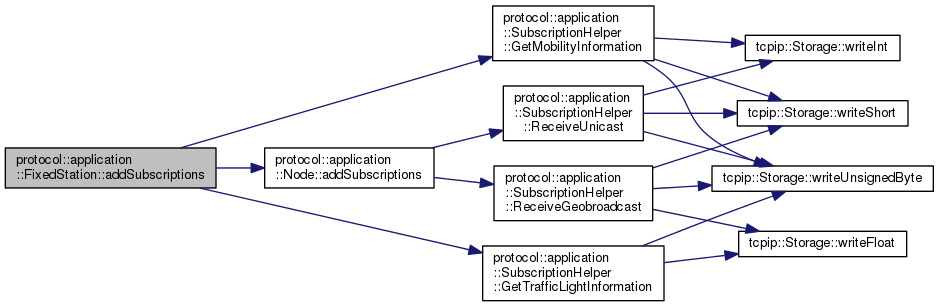 protocol::application
::FixedStation::addSubscriptions
protocol::application
::Node::addSubscriptions
protocol::application
::SubscriptionHelper
::GetMobilityInformation
protocol::application
::SubscriptionHelper
::ReceiveUnicast
protocol::application
::SubscriptionHelper
::ReceiveGeobroadcast
protocol::application
::SubscriptionHelper
::GetTrafficLightInformation
tcpip::Storage::writeInt
tcpip::Storage::writeShort
tcpip::Storage::writeUnsignedByte
tcpip::Storage::writeFloat